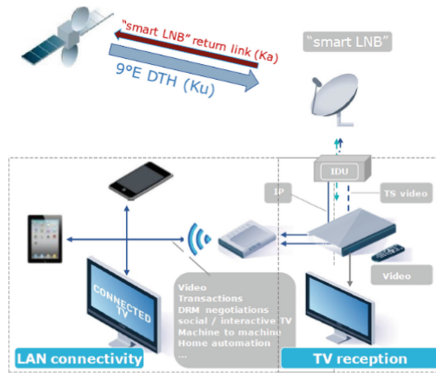 “smart LNB” return link (Ka)
9°E DTH (Ku)
“smart LNB”
IDU
IP
TS video
Video
CONNECTED
TV
Video
Transactions
DRM negotiations
social / interactive TV
Machine to machine
Home automation
...
LAN connectivity
TV reception